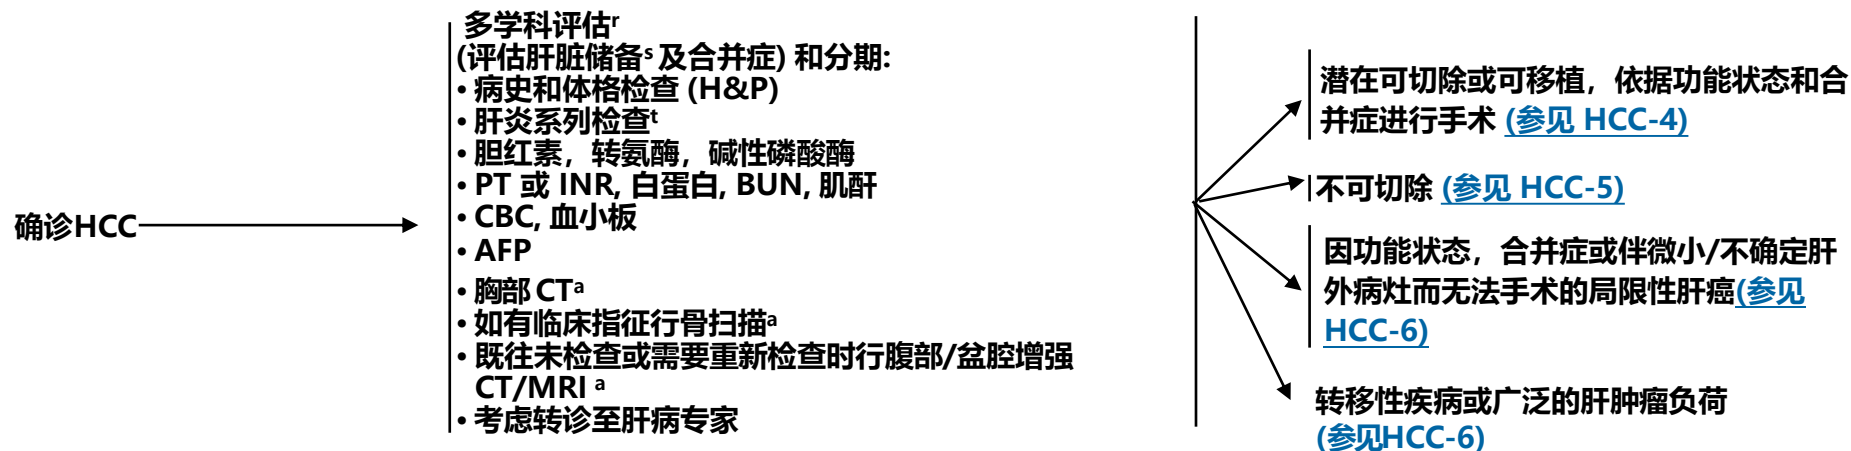 确诊HCC
多学科评估ʳ
(评估肝脏储备ˢ 及合并症) 和分期:
• 病史和体格检查 (H&P)
• 肝炎系列检查ᵗ
• 胆红素，转氨酶，碱性磷酸酶
• PT 或 INR, 白蛋白, BUN, 肌酐
• CBC, 血小板
• AFP
• 胸部 CTᵃ
• 如有临床指征行骨扫描ᵃ
• 既往未检查或需要重新检查时行腹部/盆腔增强
CT/MRI ᵃ
• 考虑转诊至肝病专家
潜在可切除或可移植，依据功能状态和合
并症进行手术 (参见 HCC-4)
不可切除 (参见 HCC-5)
因功能状态，合并症或伴微小/不确定肝
外病灶而无法手术的局限性肝癌(参见
HCC-6)
转移性疾病或广泛的肝肿瘤负荷
(参见HCC-6)